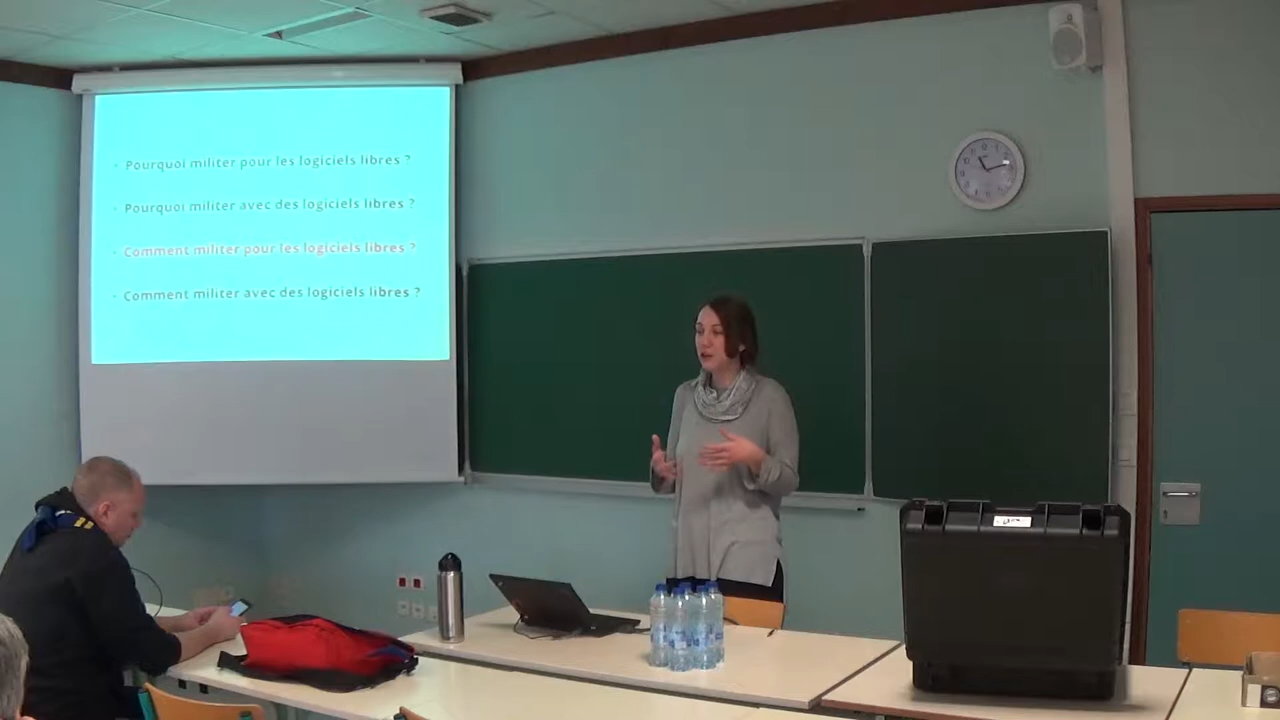 - Pourquoi militer pour les logiciels libres ?
- Pourquoi militer avec des logiciels libres ?
- Comment militer pour les logiciels libres ?
- Comment militer avec des logiciels libres ?